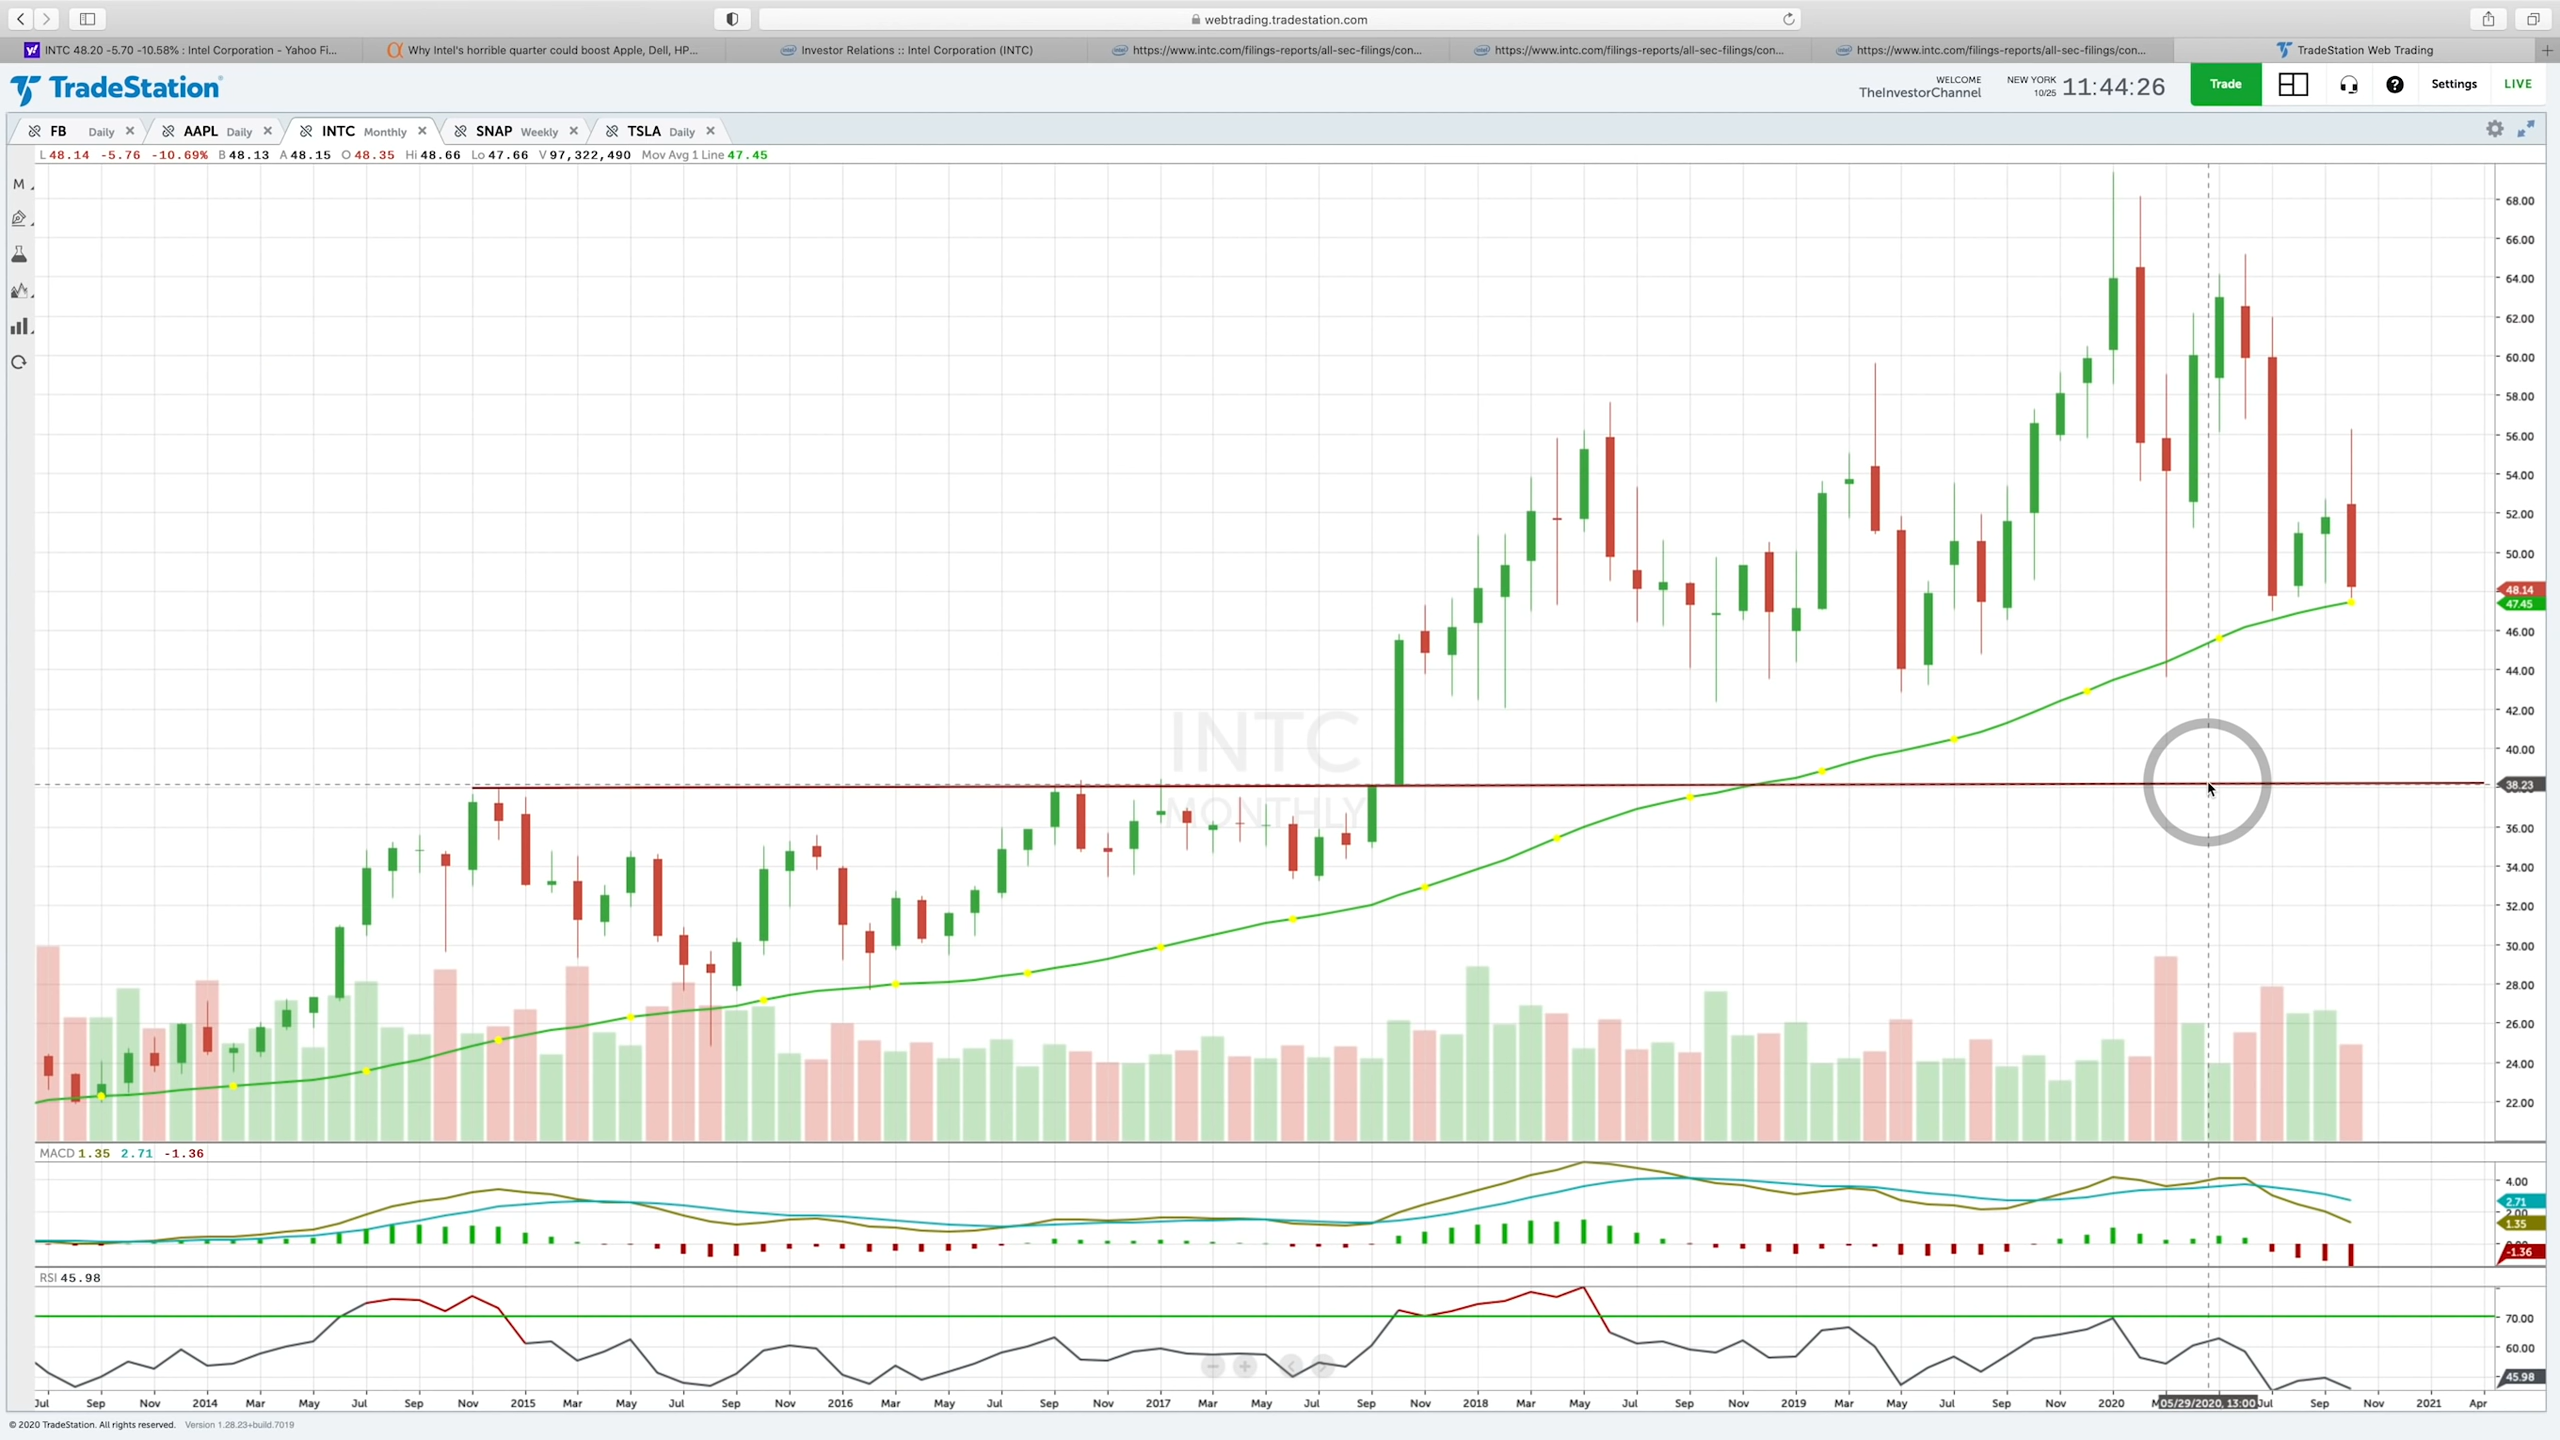 webtrading.tradestation.com
INTC 48.20 -5.70 -10.58% : Intel Corporation - Yahoo Fi...
Why Intel's horrible quarter could boost Apple, Dell, HP...
Investor Relations :: Intel Corporation (INTC)
https://www.intc.com/filings-reports/all-sec-filings/con...
https://www.intc.com/filings-reports/all-sec-filings/con...
https://www.intc.com/filings-reports/all-sec-filings/con...
TradeStation Web Trading
TradeStation
WELCOME
TheInvestorChannel
NEW YORK
10/25
11:44:26
Trade
Settings
LIVE
FB Daily
AAPL Daily
INTC Monthly
SNAP Weekly
TSLA Daily
L 48.14 -5.76 -10.69% B 48.13 A 48.15 O 48.35 Hi 48.66 Lo 47.66 V 97,322,490 Mov Avg 1 Line 47.45
M
68.00
66.00
64.00
62.00
60.00
58.00
56.00
54.00
52.00
50.00
48.14
47.45
46.00
44.00
42.00
40.00
38.23
36.00
34.00
32.00
30.00
28.00
26.00
24.00
22.00
INTC
MONTHLY
MACD 1.35 2.71 -1.36
4.00
2.71
2.00
1.35
-1.36
RSI 45.98
70.00
60.00
45.98
Jul Sep Nov 2014 Mar May Jul Sep Nov 2015 Mar May Jul Sep Nov 2016 Mar May Jul Sep Nov 2017 Mar May Jul Sep Nov 2018 Mar May Jul Sep Nov 2019 Mar May Jul Sep Nov 2020 05/29/2020, 13:00 Jul Sep Nov 2021 Apr
© 2020 TradeStation. All rights reserved. Version 1.28.23+build.7019